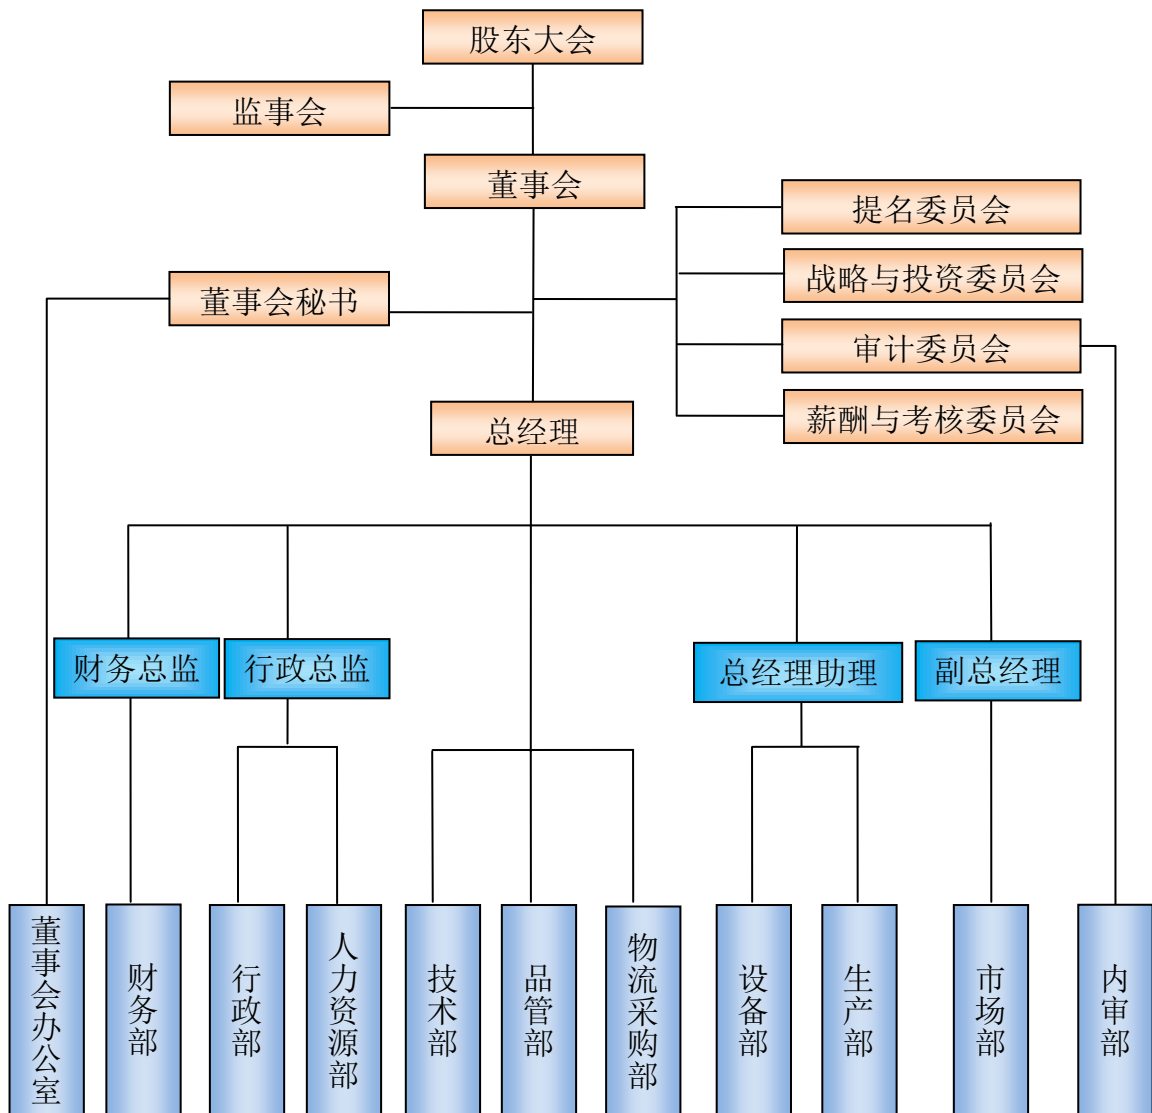 股东大会
监事会
董事会
提名委员会
战略与投资委员会
董事会秘书
审计委员会
薪酬与考核委员会
总经理
财务总监
行政总监
总经理助理
副总经理
董事会办公室
财务部
行政部
人力资源部
技术部
品管部
物流采购部
设备部
生产部
市场部
内审部